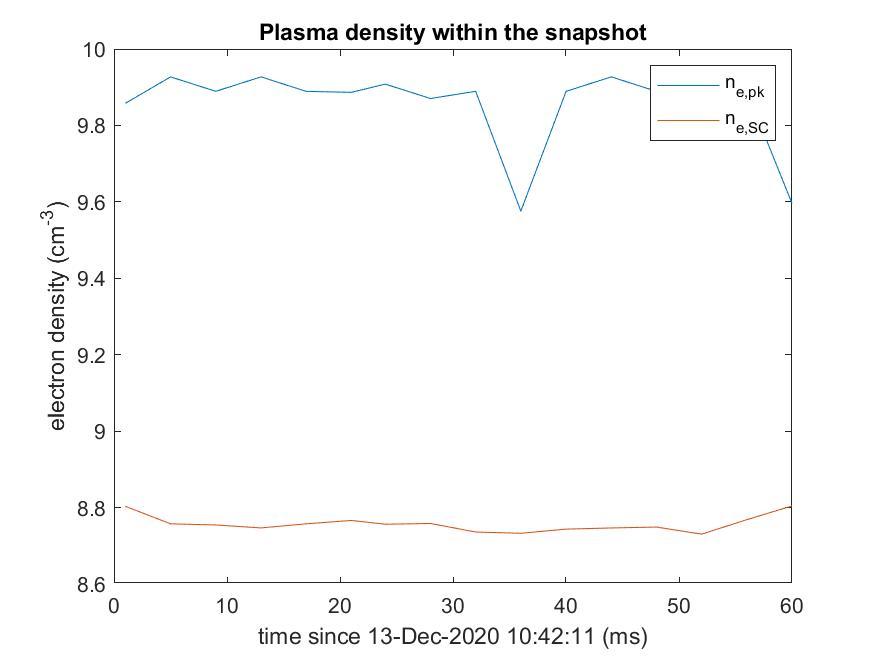 Plasma density within the snapshot
10
9.8
9.6
9.4
9.2
9
8.8
8.6
electron density (cm-3)
n e,pk
n e,SC
0 10 20 30 40 50 60
time since 13-Dec-2020 10:42:11 (ms)